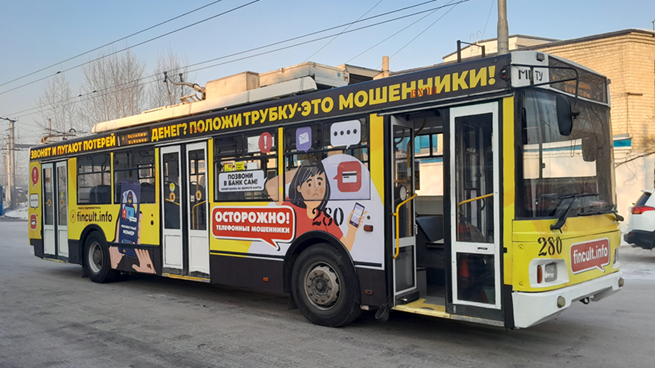 ЗВОНЯТ И ПУГАЮТ ПОТЕРЕЙ ДЕНЕГ? ПОЛОЖИ ТРУБКУ-ЭТО МОШЕННИКИ!
ПОЗВОНИ
В БАНК САМ!
ОСТОРОЖНО!
ТЕЛЕФОННЫЕ МОШЕННИКИ
fincult.info
280
280
fincult.info